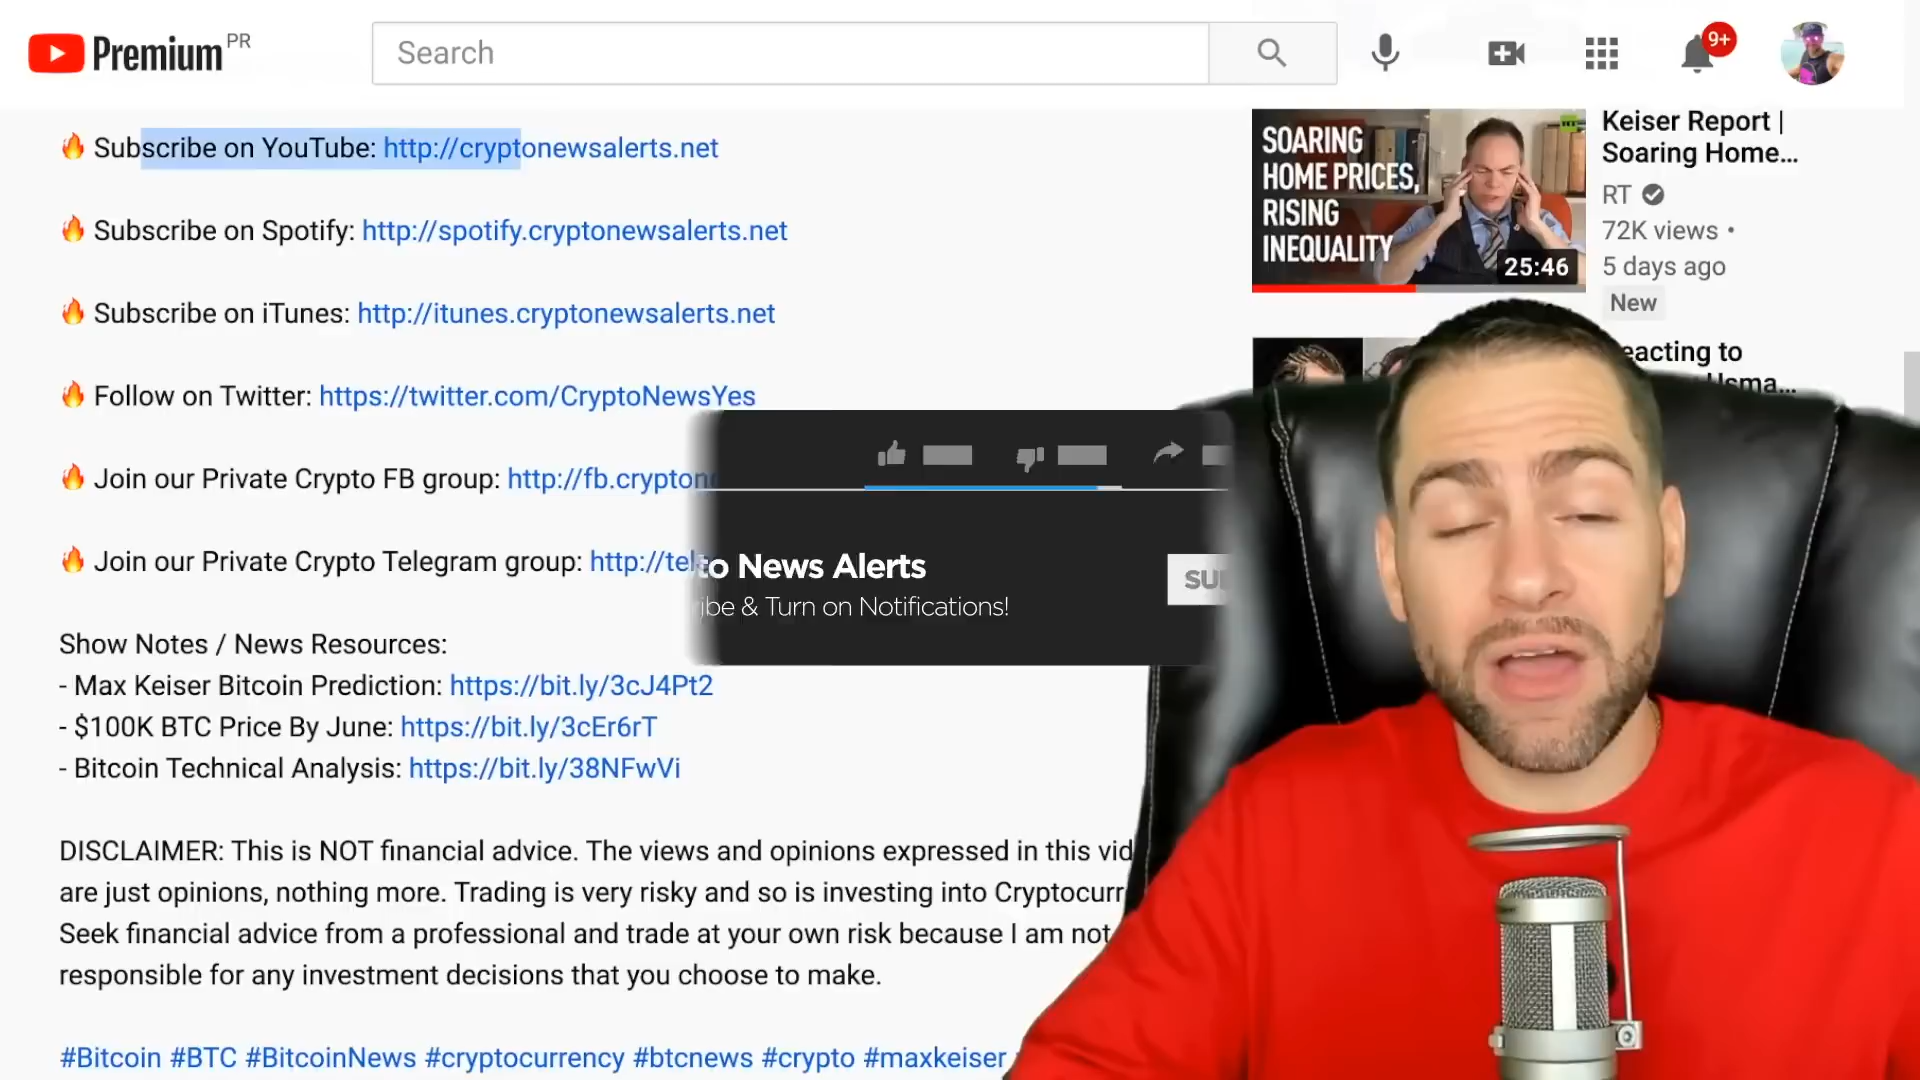 Premium PR
Search
9+
Subscribe on YouTube: http://cryptonewsalerts.net
Subscribe on Spotify: http://spotify.cryptonewsalerts.net
Subscribe on iTunes: http://itunes.cryptonewsalerts.net
Follow on Twitter: https://twitter.com/CryptoNewsYes
Join our Private Crypto FB group: http://fb.crypton
Join our Private Crypto Telegram group: http://tel
Show Notes / News Resources:
- Max Keiser Bitcoin Prediction: https://bit.ly/3cJ4Pt2
- $100K BTC Price By June: https://bit.ly/3cEr6rT
- Bitcoin Technical Analysis: https://bit.ly/38NFwVi
DISCLAIMER: This is NOT financial advice. The views and opinions expressed in this vid
are just opinions, nothing more. Trading is very risky and so is investing into Cryptocurr
Seek financial advice from a professional and trade at your own risk because I am not
responsible for any investment decisions that you choose to make.
#Bitcoin #BTC #BitcoinNews #cryptocurrency #btcnews #crypto #maxkeiser
to News Alerts
ibe & Turn on Notifications!
SU
SOARING
HOME PRICES,
RISING
INEQUALITY
25:46
Keiser Report |
Soaring Home...
RT
72K views •
5 days ago
New
eacting to
Usma...